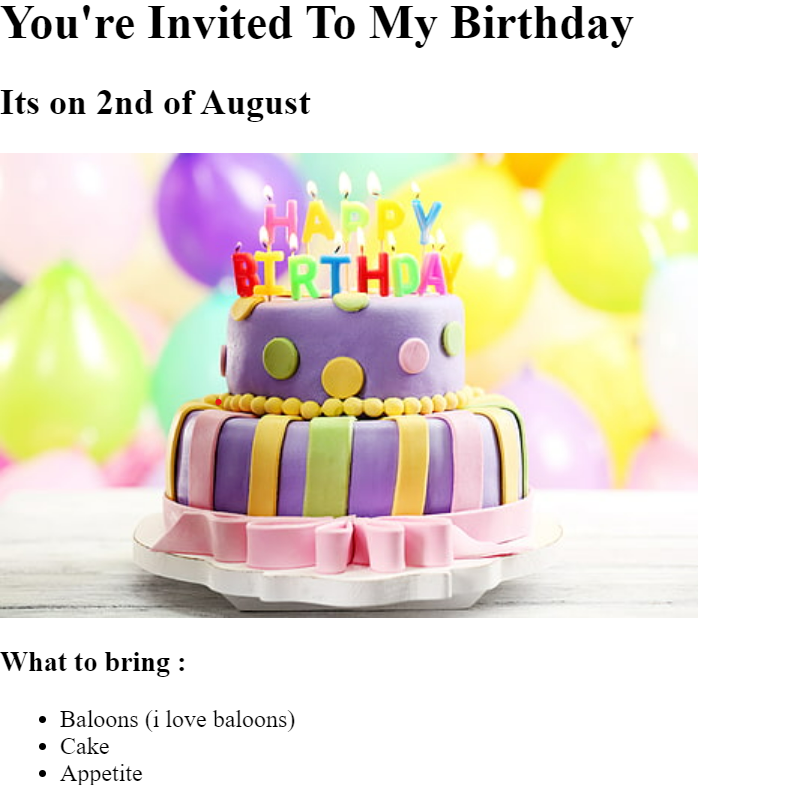 You're Invited To My Birthday
Its on 2nd of August
HAPPY
BIRTHDAY
What to bring :
Baloons (i love baloons)
Cake
Appetite